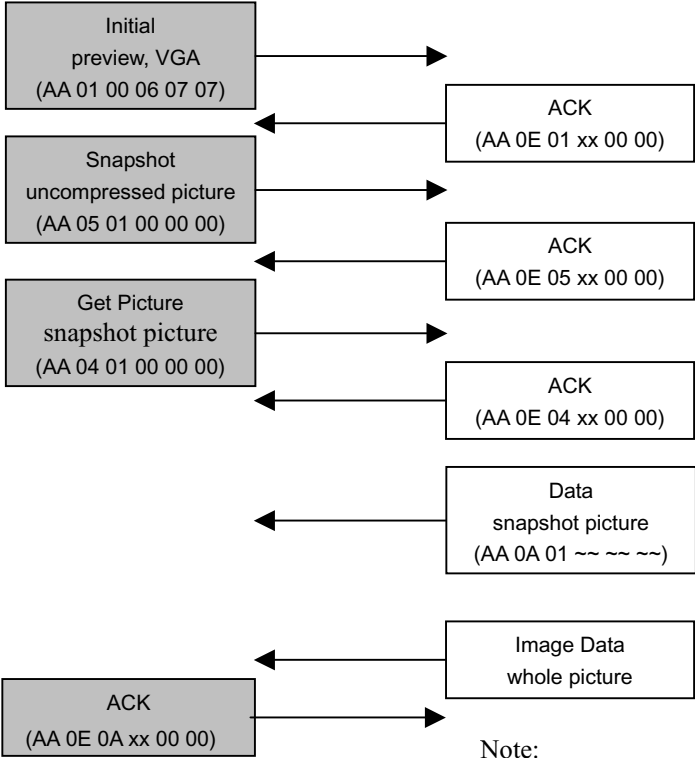 Initial
preview, VGA
(AA 01 00 06 07 07)
ACK
(AA 0E 01 xx 00 00)
Snapshot
uncompressed picture
(AA 05 01 00 00 00)
ACK
(AA 0E 05 xx 00 00)
Get Picture
snapshot picture
(AA 04 01 00 00 00)
ACK
(AA 0E 04 xx 00 00)
Data
snapshot picture
(AA 0A 01 ~~ ~~ ~~)
Image Data
whole picture
ACK
(AA 0E 0A xx 00 00)
Note: